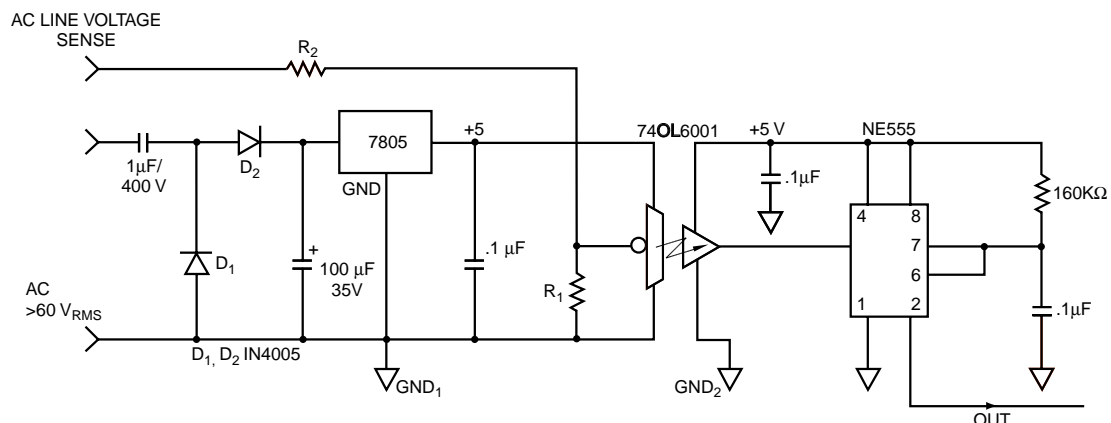 AC LINE VOLTAGE
SENSE
R2
1µF/
400 V
D2
7805
GND
+5
74OL6001
+5 V
NE555
.1µF
160KΩ
4
8
7
6
1
2
D1
+
100 µF
35V
.1 µF
R1
.1µF
AC
>60 VRMS
D1, D2 IN4005
GND1
GND2
OUT